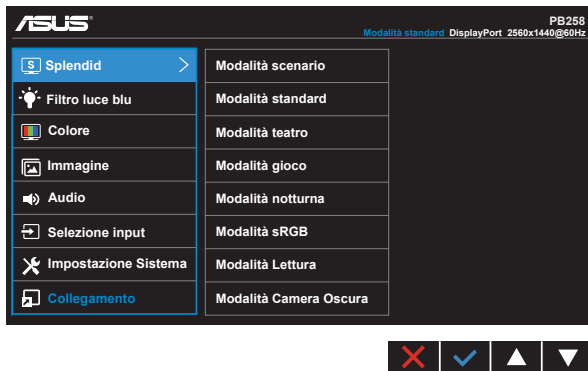 ASUS
PB258
Modalità standard DisplayPort 2560x1440@60Hz
S Splendid
Filtro luce blu
Colore
Immagine
Audio
Selezione input
Impostazione Sistema
Collegamento
Modalità scenario
Modalità standard
Modalità teatro
Modalità gioco
Modalità notturna
Modalità sRGB
Modalità Lettura
Modalità Camera Oscura